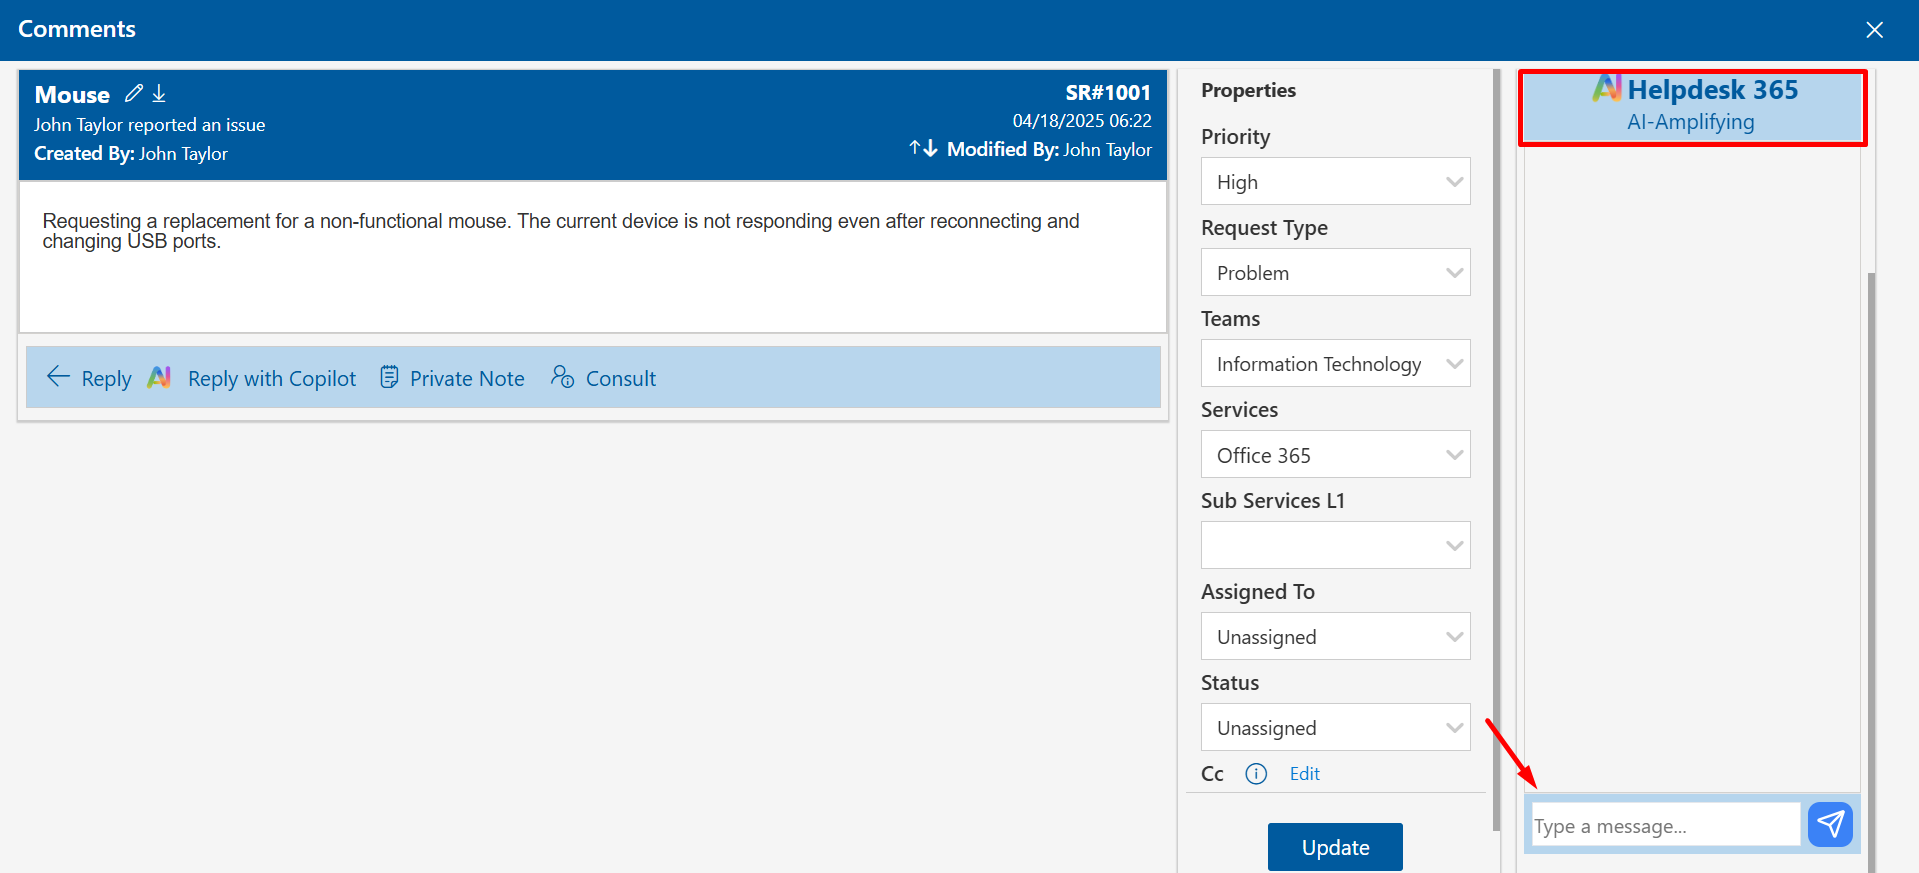 Comments
Mouse
SR#1001
John Taylor reported an issue
04/18/2025 06:22
Created By: John Taylor
Modified By: John Taylor
Requesting a replacement for a non-functional mouse. The current device is not responding even after reconnecting and
changing USB ports.
Reply
AI Reply with Copilot
Private Note
Consult
Properties
Priority
High
Request Type
Problem
Teams
Information Technology
Services
Office 365
Sub Services L1
Assigned To
Unassigned
Status
Unassigned
Cc
Edit
Update
AI Helpdesk 365
AI-Amplifying
Type a message...